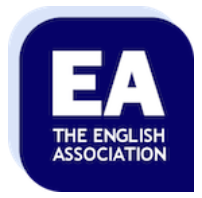 EA
THE ENGLISH
ASSOCIATION